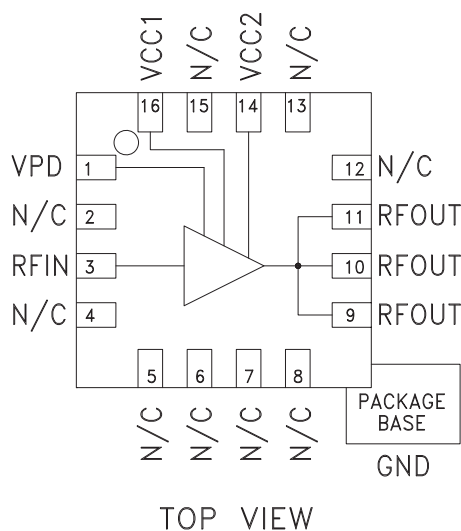 VCC1
N/C
VCC2
N/C
16
15
14
13
VPD
1
12
N/C
N/C
2
11
RFOUT
RFIN
3
10
RFOUT
N/C
4
9
RFOUT
5
6
7
8
N/C
N/C
N/C
N/C
PACKAGE
BASE
GND
TOP VIEW